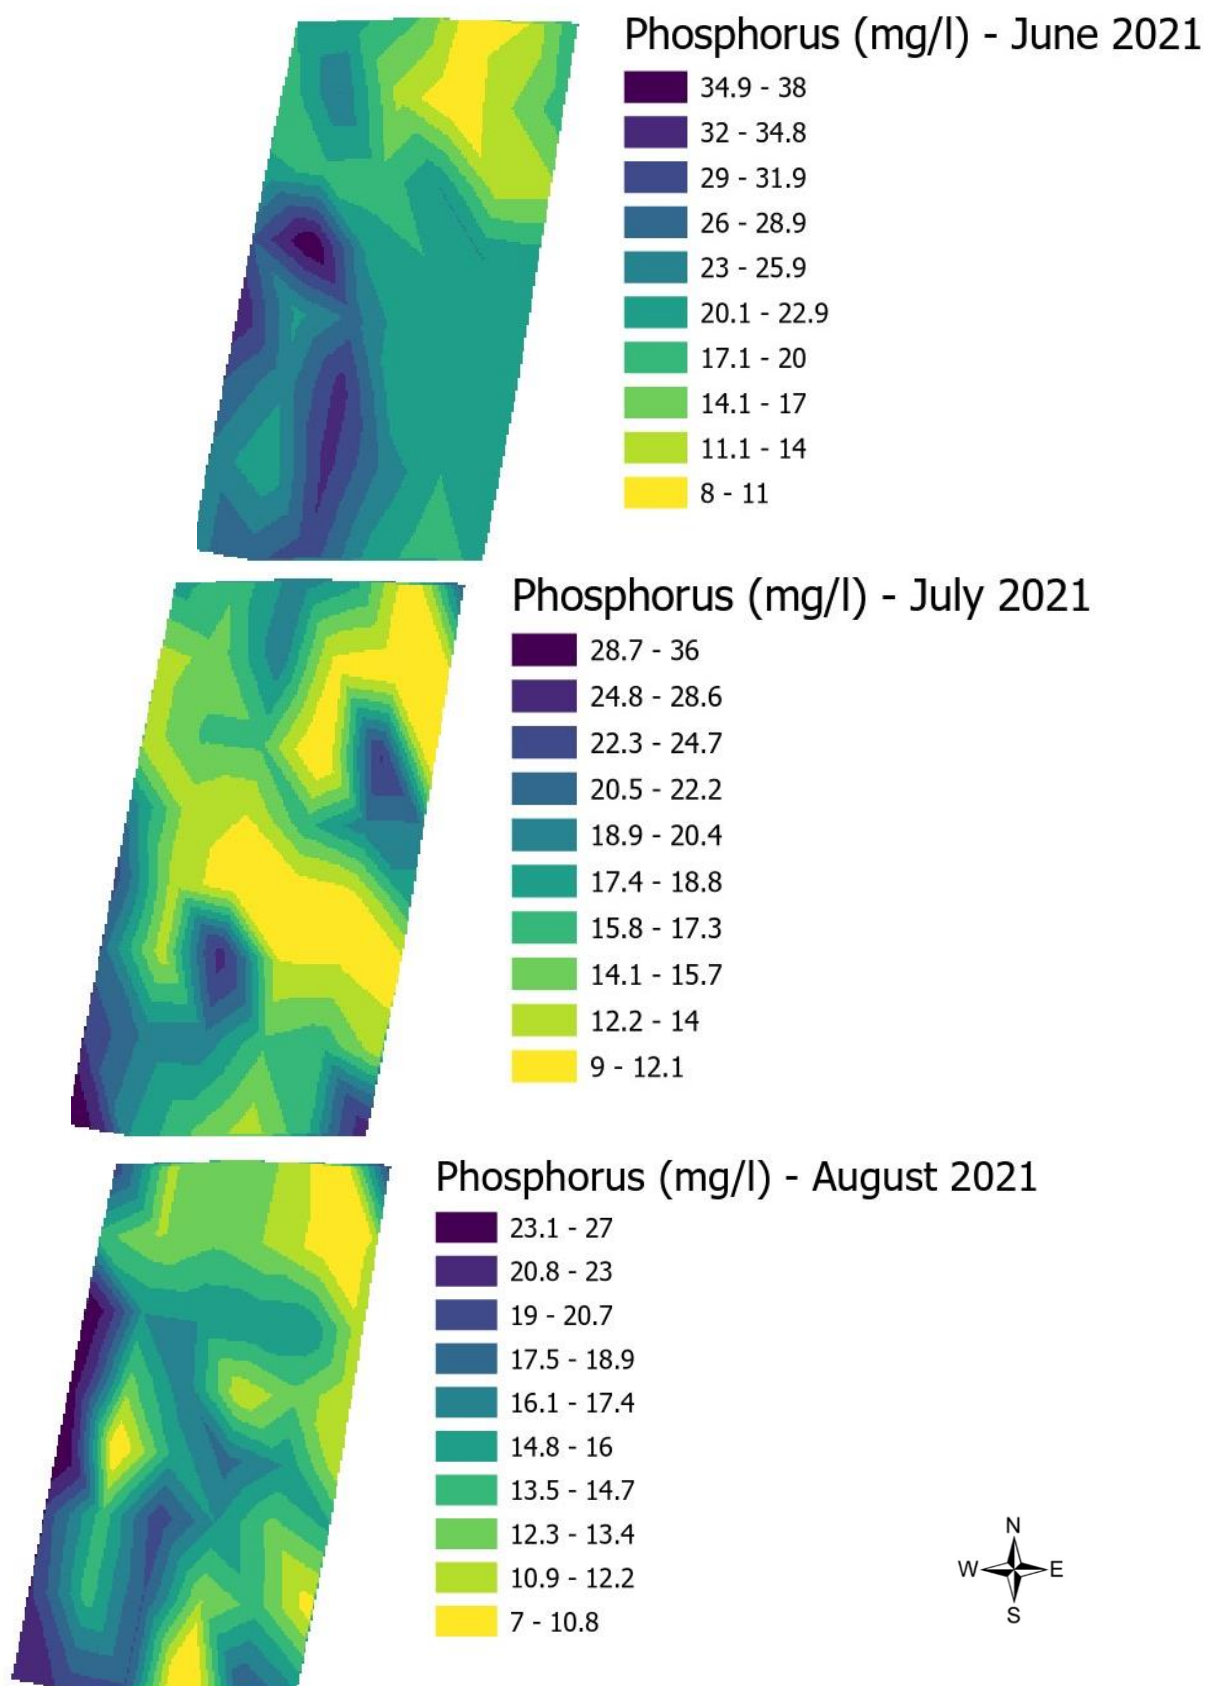 Phosphorus (mg/l) - June 2021
34.9 - 38
32 - 34.8
29 - 31.9
26 - 28.9
23 - 25.9
20.1 - 22.9
17.1 - 20
14.1 - 17
11.1 - 14
8 - 11
Phosphorus (mg/l) - July 2021
28.7 - 36
24.8 - 28.6
22.3 - 24.7
20.5 - 22.2
18.9 - 20.4
17.4 - 18.8
15.8 - 17.3
14.1 - 15.7
12.2 - 14
9 - 12.1
Phosphorus (mg/l) - August 2021
23.1 - 27
20.8 - 23
19 - 20.7
17.5 - 18.9
16.1 - 17.4
14.8 - 16
13.5 - 14.7
12.3 - 13.4
10.9 - 12.2
7 - 10.8
N
W E
S